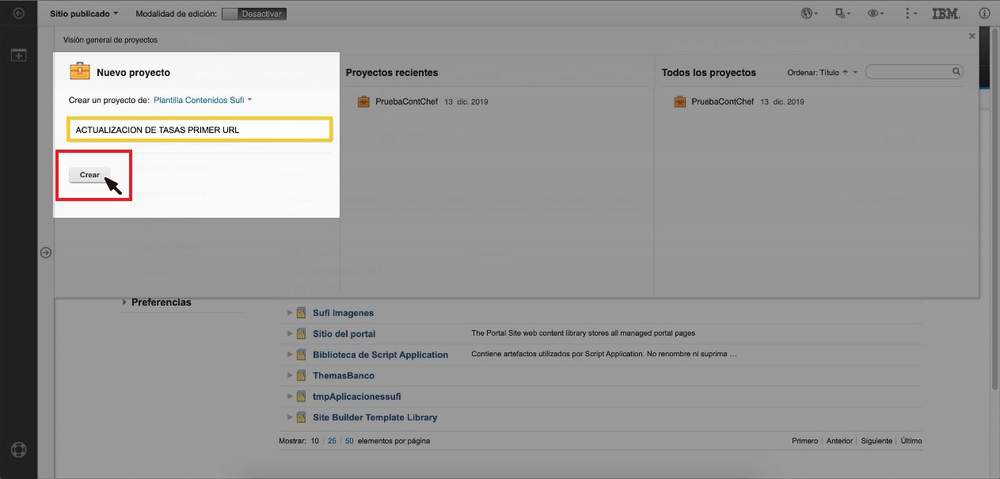 Sitio publicado
Modalidad de edición: Desactivar
IBM
Visión general de proyectos
Nuevo proyecto
Crear un proyecto de: Plantilla Contenidos Sufi
ACTUALIZACION DE TASAS PRIMER URL
Crear
Proyectos recientes
PruebaContChef 13 dic. 2019
Todos los proyectos
Ordenar: Título
PruebaContChef 13 dic. 2019
Preferencias
Sufi Imagenes
Sitio del portal The Portal Site web content library stores all managed portal pages
Biblioteca de Script Application Contiene artefactos utilizados por Script Application. No renombre ni suprima ...
ThemasBanco
tmpAplicacionessufi
Site Builder Template Library
Mostrar: 10 | 25 | 50 elementos por página
Primero | Anterior | Siguiente | Último